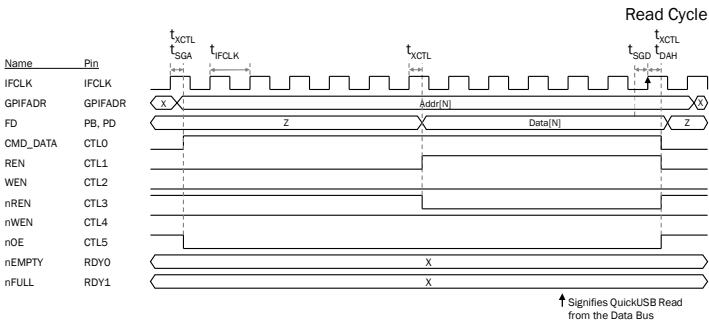 Read Cycle
tXCTL
tSGA
tIFCLK
tXCTL
tSGD
tXCTL
tDAH
Name Pin
IFCLK IFCLK
GPIFADR GPIFADR X Addr[N] X
FD PB, PD Z Data[N] Z
CMD_DATA CTL0
REN CTL1
WEN CTL2
nREN CTL3
nWEN CTL4
nOE CTL5
nEMPTY RDY0 X
nFULL RDY1 X
Signifies QuickUSB Read
from the Data Bus